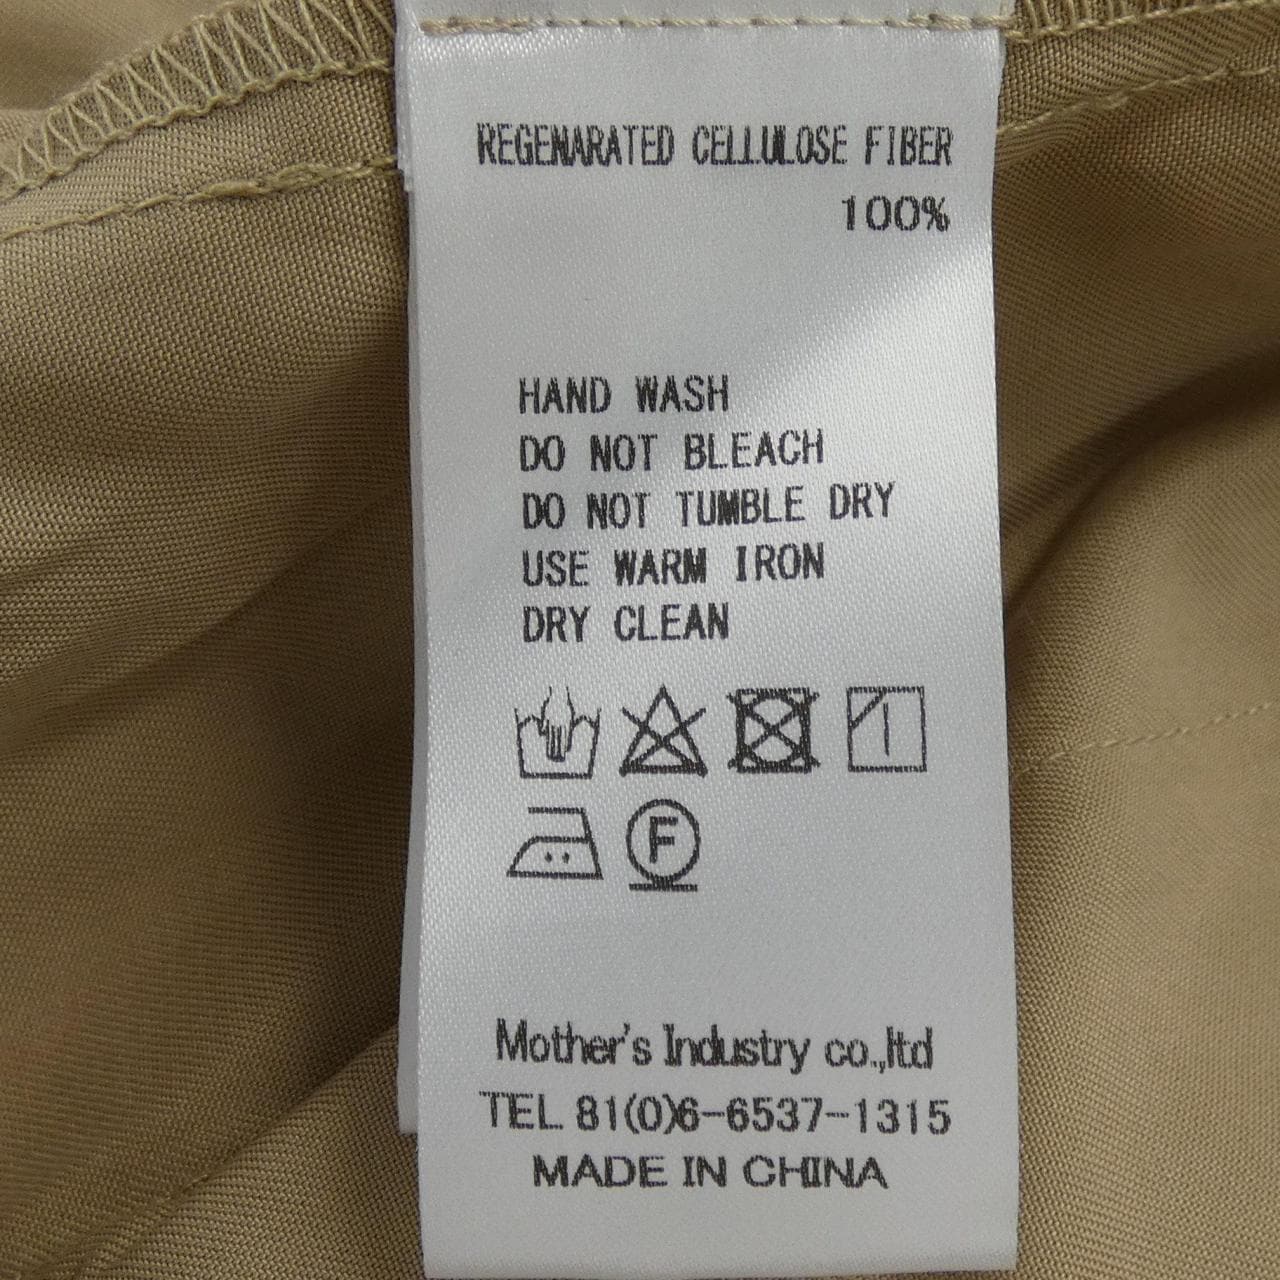 REGENARATED CELLULOSE FIBER
100%
HAND WASH
DO NOT BLEACH
DO NOT TUMBLE DRY
USE WARM IRON
DRY CLEAN
F
Mother's Industry co.,ltd
TEL 81(0)6-6537-1315
MADE IN CHINA